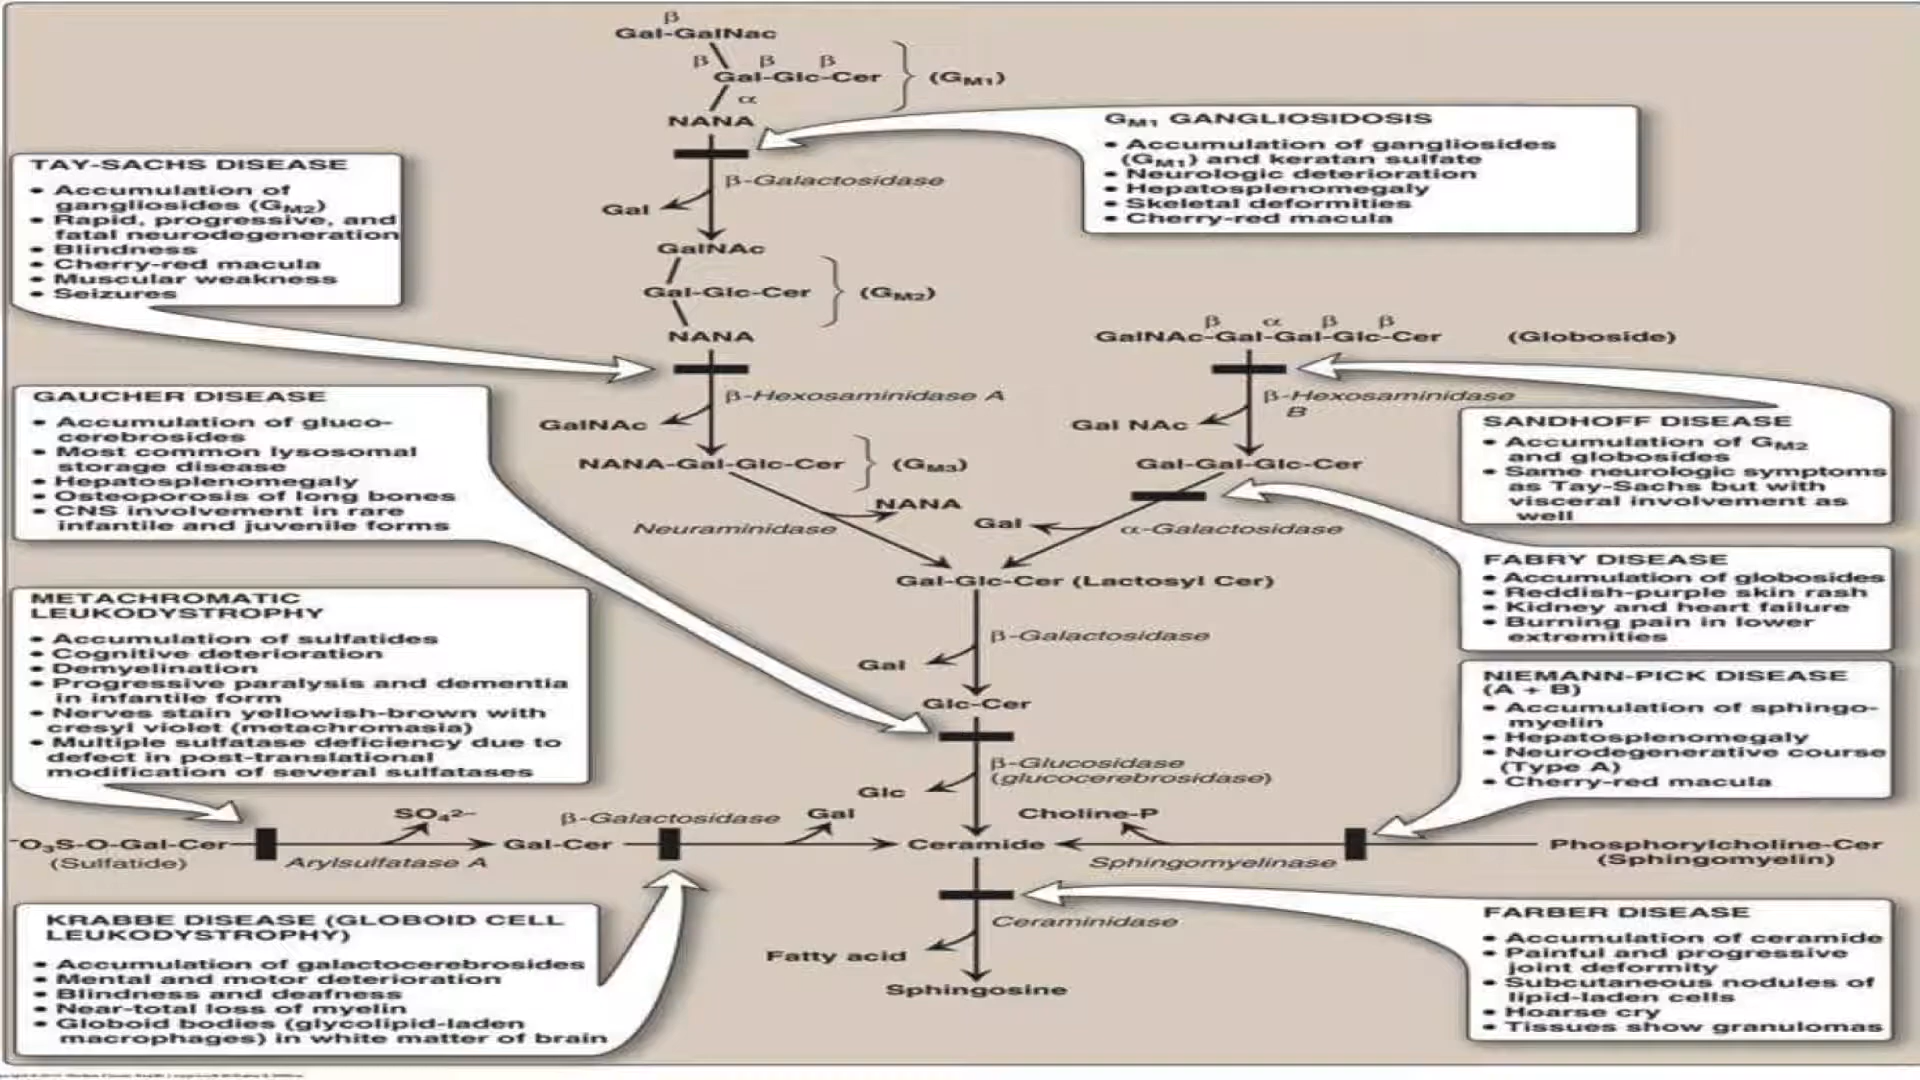 β
Gal-GalNac
β β β
Gal-Glc-Cer (GM1)
α
NANA
β-Galactosidase
Gal
GalNAc
Gal-Glc-Cer (GM2)
NANA
β-Hexosaminidase A
GalNAc
NANA-Gal-Glc-Cer (GM3)
NANA
Neuraminidase
GM1 GANGLIOSIDOSIS
• Accumulation of gangliosides
(GM1) and keratan sulfate
• Neurologic deterioration
• Hepatosplenomegaly
• Skeletal deformities
• Cherry-red macula
TAY-SACHS DISEASE
• Accumulation of
gangliosides (GM2)
• Rapid, progressive, and
fatal neurodegeneration
• Blindness
• Cherry-red macula
• Muscular weakness
• Seizures
β α β β
GalNAc-Gal-Gal-Glc-Cer (Globoside)
β-Hexosaminidase
B
Gal NAc
Gal-Gal-Glc-Cer
Gal
α-Galactosidase
SANDHOFF DISEASE
• Accumulation of GM2
and globosides
• Same neurologic symptoms
as Tay-Sachs but with
visceral involvement as
well
GAUCHER DISEASE
• Accumulation of gluco-
cerebrosides
• Most common lysosomal
storage disease
• Hepatosplenomegaly
• Osteoporosis of long bones
• CNS involvement in rare
infantile and juvenile forms
FABRY DISEASE
• Accumulation of globosides
• Reddish-purple skin rash
• Kidney and heart failure
• Burning pain in lower
extremities
Gal-Glc-Cer (Lactosyl Cer)
β-Galactosidase
Gal
Glc-Cer
β-Glucosidase
(glucocerebrosidase)
Glc
METACHROMATIC
LEUKODYSTROPHY
• Accumulation of sulfatides
• Cognitive deterioration
• Demyelination
• Progressive paralysis and dementia
in infantile form
• Nerves stain yellowish-brown with
cresyl violet (metachromasia)
• Multiple sulfatase deficiency due to
defect in post-translational
modification of several sulfatases
NIEMANN-PICK DISEASE
(A + B)
• Accumulation of sphingo-
myelin
• Hepatosplenomegaly
• Neurodegenerative course
(Type A)
• Cherry-red macula
SO₄²⁻
β-Galactosidase
Gal
Choline-P
⁻O₃S-O-Gal-Cer
(Sulfatide)
Arylsulfatase A
Gal-Cer
Ceramide
Sphingomyelinase
Phosphorylcholine-Cer
(Sphingomyelin)
Ceraminidase
Fatty acid
Sphingosine
KRABBE DISEASE (GLOBOID CELL
LEUKODYSTROPHY)
• Accumulation of galactocerebrosides
• Mental and motor deterioration
• Blindness and deafness
• Near-total loss of myelin
• Globoid bodies (glycolipid-laden
macrophages) in white matter of brain
FARBER DISEASE
• Accumulation of ceramide
• Painful and progressive
joint deformity
• Subcutaneous nodules of
lipid-laden cells
• Hoarse cry
• Tissues show granulomas